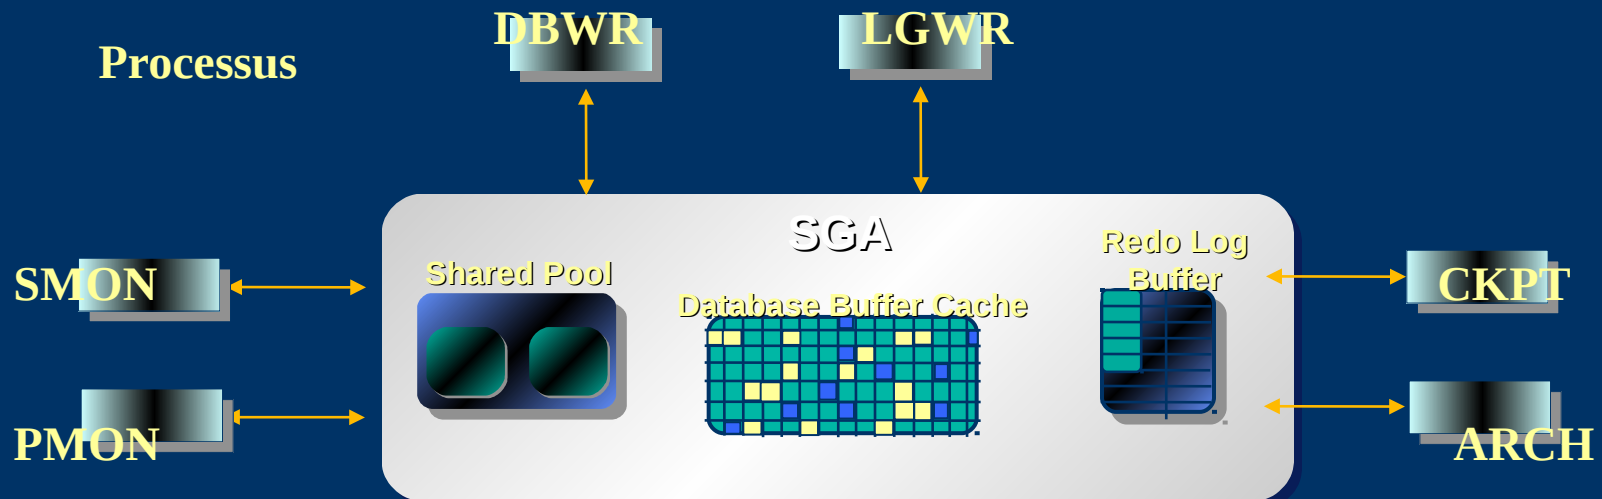 DBWR
LGWR
Processus
SGA
Redo Log
Buffer
Shared Pool
Database Buffer Cache
SMON
CKPT
PMON
ARCH